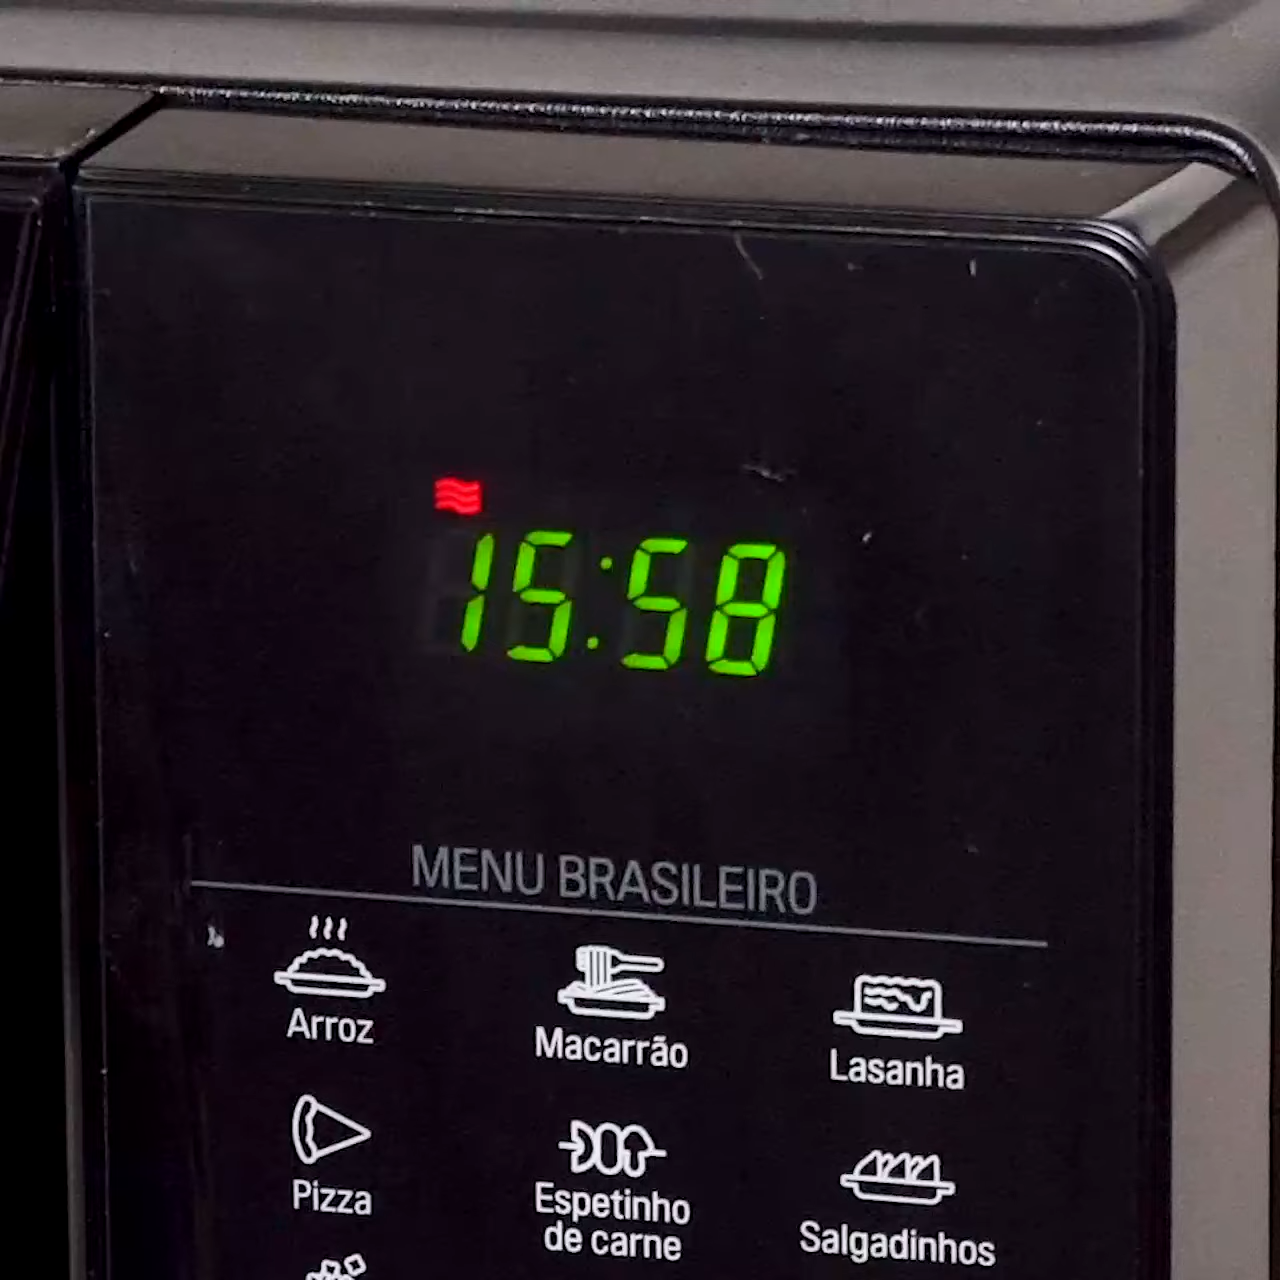 15:58
MENU BRASILEIRO
Arroz
Macarrão
Lasanha
Pizza
Espetinho
de carne
Salgadinhos